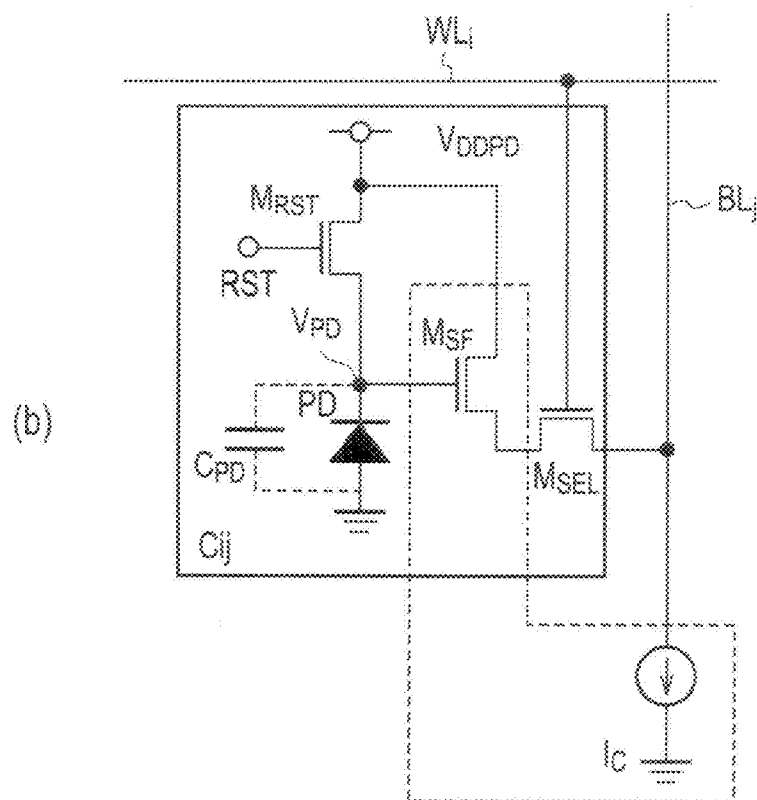 WLi
VDDPD
MRST
BLj
RST
VPD
MSF
(b)
PD
CPD
MSEL
Cij
IC